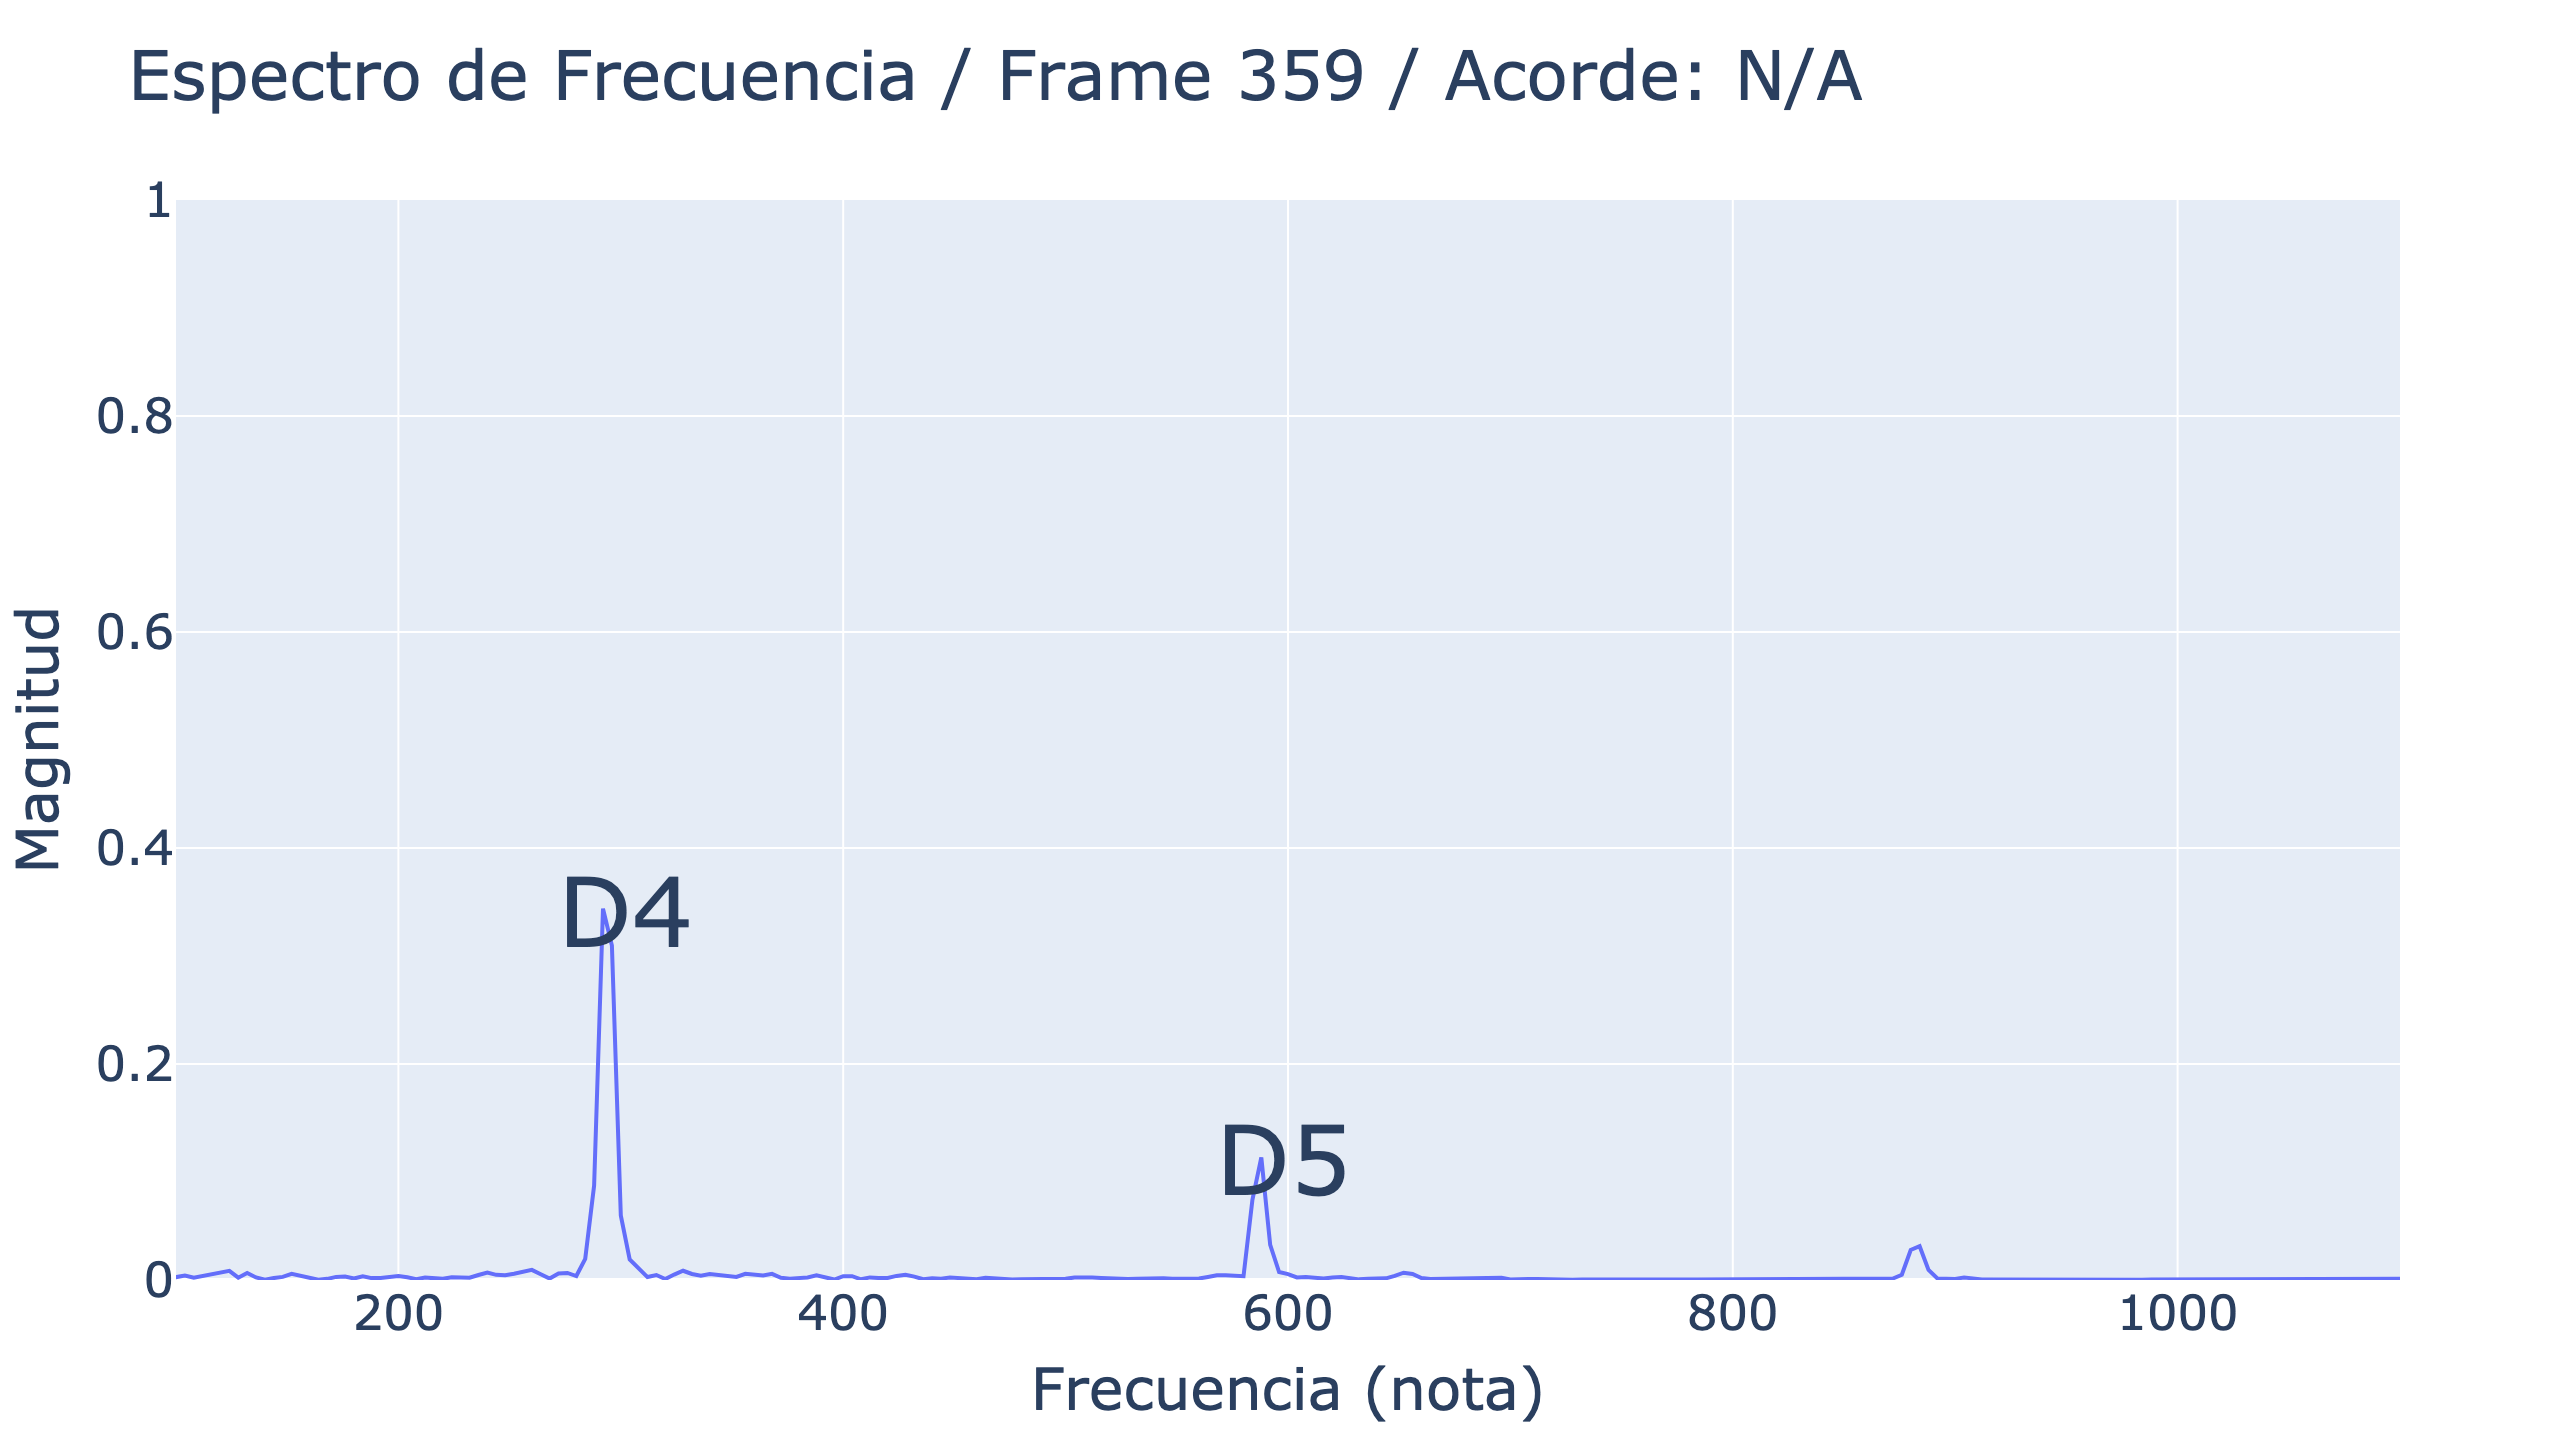 Espectro de Frecuencia / Frame 359 / Acorde: N/A
1
0.8
0.6
0.4
0.2
0
Magnitud
D4
D5
200 400 600 800 1000
Frecuencia (nota)